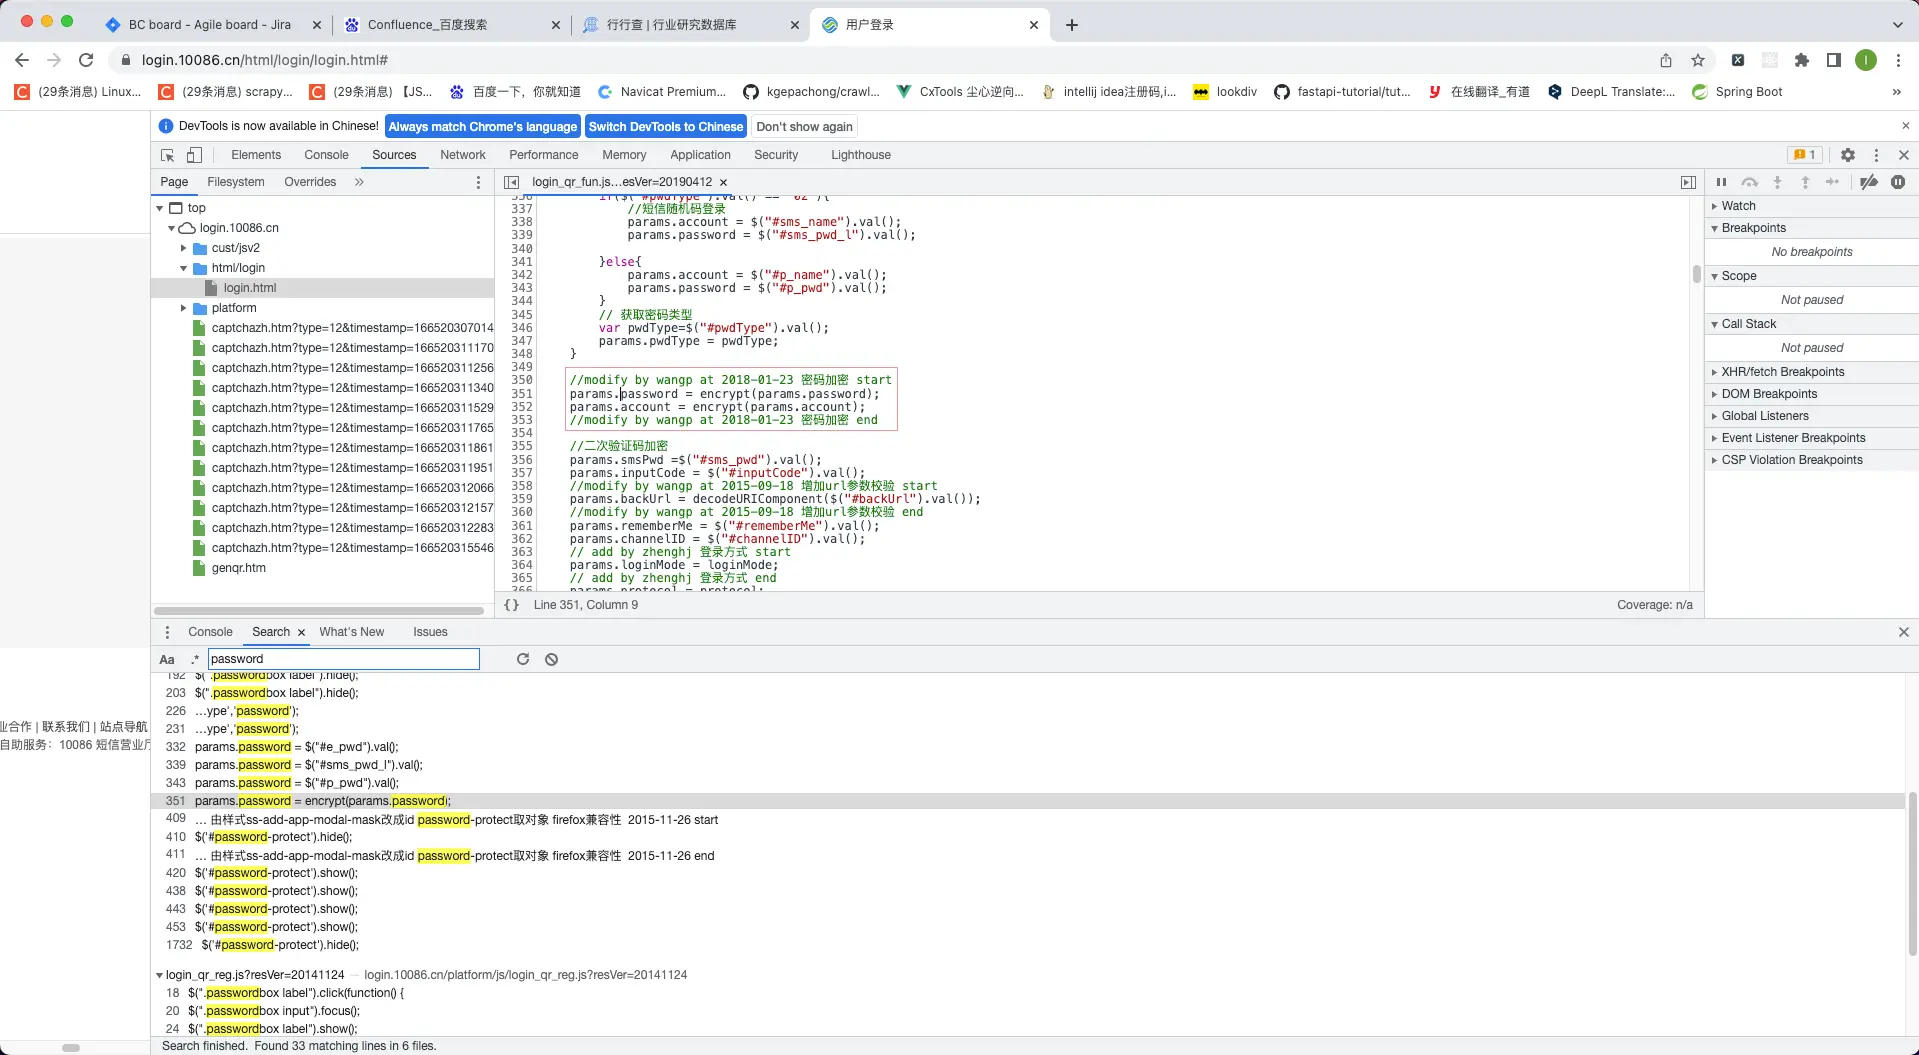 BC board - Agile board - Jira
Confluence_百度搜索
行行查 | 行业研究数据库
用户登录
login.10086.cn/html/login/login.html#
(29条消息) Linux...
(29条消息) scrapy...
(29条消息) 【JS...
百度一下，你就知道
Navicat Premium...
kgepachong/crawl...
CxTools 尘心逆向...
intellij idea注册码,i...
lookdiv
fastapi-tutorial/tut...
在线翻译_有道
DeepL Translate:...
Spring Boot
»
DevTools is now available in Chinese!
Always match Chrome's language
Switch DevTools to Chinese
Don't show again
Elements
Console
Sources
Network
Performance
Memory
Application
Security
Lighthouse
1
Page
Filesystem
Overrides
»
login_qr_fun.js...esVer=20190412
top
login.10086.cn
cust/jsv2
html/login
login.html
platform
captchazh.htm?type=12&timestamp=166520307014
captchazh.htm?type=12&timestamp=166520311170
captchazh.htm?type=12&timestamp=166520311256
captchazh.htm?type=12&timestamp=166520311340
captchazh.htm?type=12&timestamp=166520311529
captchazh.htm?type=12&timestamp=166520311765
captchazh.htm?type=12&timestamp=166520311861
captchazh.htm?type=12&timestamp=166520311951
captchazh.htm?type=12&timestamp=166520312066
captchazh.htm?type=12&timestamp=166520312157
captchazh.htm?type=12&timestamp=166520312283
captchazh.htm?type=12&timestamp=166520315546
genqr.htm
336 if($("#pwdType").val() == "02"){
337 //短信随机码登录
338 params.account = $("#sms_name").val();
339 params.password = $("#sms_pwd_l").val();
340
341 }else{
342 params.account = $("#p_name").val();
343 params.password = $("#p_pwd").val();
344 }
345 // 获取密码类型
346 var pwdType=$("#pwdType").val();
347 params.pwdType = pwdType;
348 }
349
350 //modify by wangp at 2018-01-23 密码加密 start
351 params.password = encrypt(params.password);
352 params.account = encrypt(params.account);
353 //modify by wangp at 2018-01-23 密码加密 end
354
355 //二次验证码加密
356 params.smsPwd =$("#sms_pwd").val();
357 params.inputCode = $("#inputCode").val();
358 //modify by wangp at 2015-09-18 增加url参数校验 start
359 params.backUrl = decodeURIComponent($("#backUrl").val());
360 //modify by wangp at 2015-09-18 增加url参数校验 end
361 params.rememberMe = $("#rememberMe").val();
362 params.channelID = $("#channelID").val();
363 // add by zhenghj 登录方式 start
364 params.loginMode = loginMode;
365 // add by zhenghj 登录方式 end
366 params.protocol = protocol;
{} Line 351, Column 9
Coverage: n/a
Watch
Breakpoints
No breakpoints
Scope
Not paused
Call Stack
Not paused
XHR/fetch Breakpoints
DOM Breakpoints
Global Listeners
Event Listener Breakpoints
CSP Violation Breakpoints
Console
Search
What's New
Issues
Aa
.*
password
192 $(".passwordbox label").hide();
203 $(".passwordbox label").hide();
226 …ype','password');
231 …ype','password');
332 params.password = $("#e_pwd").val();
339 params.password = $("#sms_pwd_l").val();
343 params.password = $("#p_pwd").val();
351 params.password = encrypt(params.password);
409 … 由样式ss-add-app-modal-mask改成id password-protect取对象 firefox兼容性 2015-11-26 start
410 $('#password-protect').hide();
411 … 由样式ss-add-app-modal-mask改成id password-protect取对象 firefox兼容性 2015-11-26 end
420 $('#password-protect').show();
438 $('#password-protect').show();
443 $('#password-protect').show();
453 $('#password-protect').show();
1732 $('#password-protect').hide();
login_qr_reg.js?resVer=20141124 — login.10086.cn/platform/js/login_qr_reg.js?resVer=20141124
18 $(".passwordbox label").click(function() {
20 $(".passwordbox input").focus();
24 $(".passwordbox label").show();
Search finished. Found 33 matching lines in 6 files.
业合作 | 联系我们 | 站点导航
自助服务：10086 短信营业厅